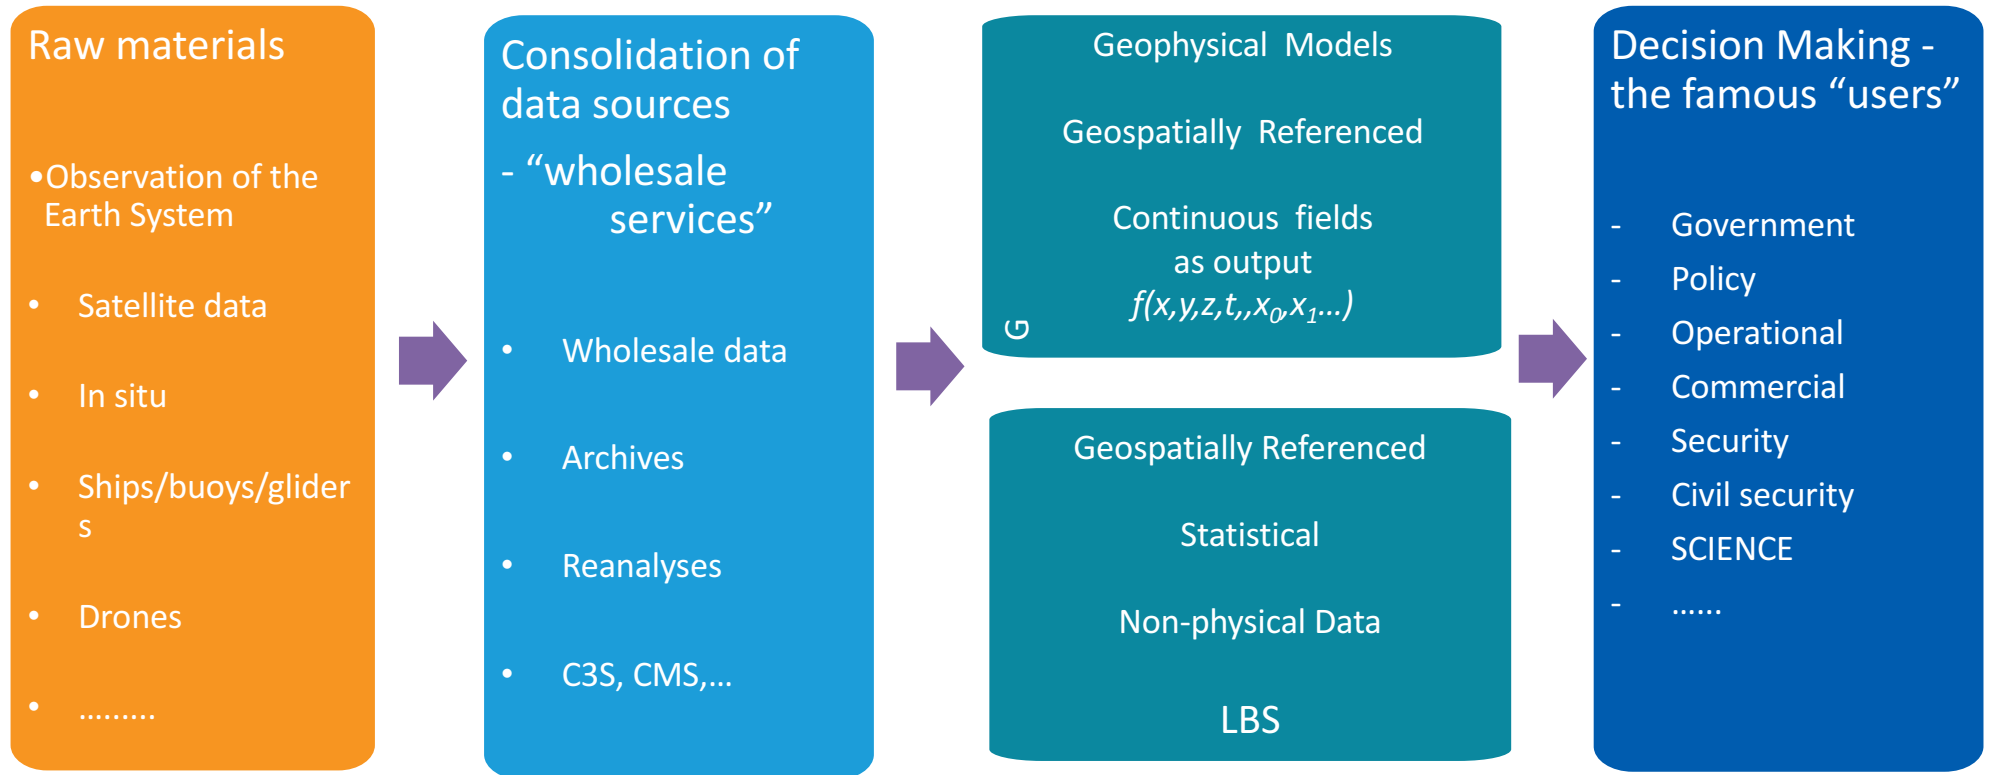 Raw materials
•Observation of the
Earth System
• Satellite data
• In situ
• Ships/buoys/glider
s
• Drones
• .........
Consolidation of
data sources
- “wholesale
services”
• Wholesale data
• Archives
• Reanalyses
• C3S, CMS,...
Geophysical Models
Geospatially Referenced
Continuous fields
as output
f(x,y,z,t,,x₀,x₁...)
G
Geospatially Referenced
Statistical
Non-physical Data
LBS
Decision Making -
the famous “users”
- Government
- Policy
- Operational
- Commercial
- Security
- Civil security
- SCIENCE
- ......